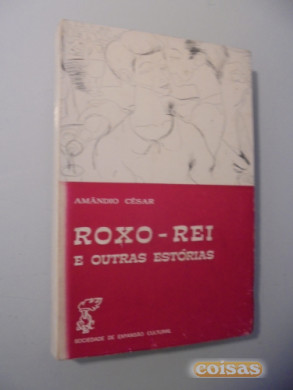 AMÂNDIO CÉSAR
ROXO-REI
E OUTRAS ESTÓRIAS
SOCIEDADE DE EXPANSÃO CULTURAL
coisas